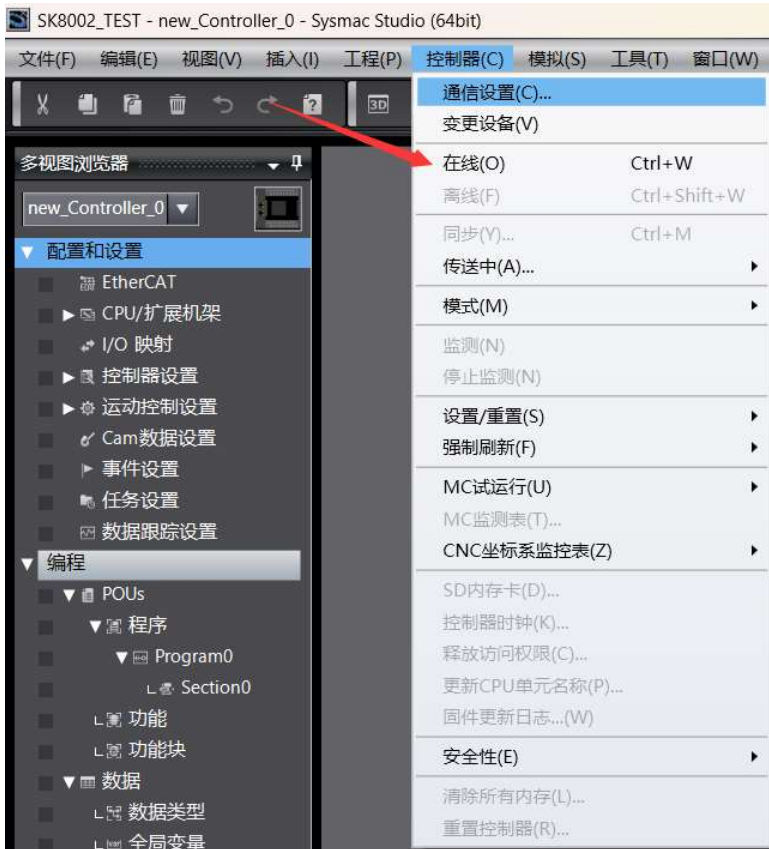 SK8002_TEST - new_Controller_0 - Sysmac Studio (64bit)
文件(F) 编辑(E) 视图(V) 插入(I) 工程(P) 控制器(C) 模拟(S) 工具(T) 窗口(W)
3D
通信设置(C)...
变更设备(V)
在线(O) Ctrl+W
离线(F) Ctrl+Shift+W
同步(Y)... Ctrl+M
传送中(A)...
模式(M)
监测(N)
停止监测(N)
设置/重置(S)
强制刷新(F)
MC试运行(U)
MC监测表(T)...
CNC坐标系监控表(Z)
SD内存卡(D)...
控制器时钟(K)...
释放访问权限(C)...
更新CPU单元名称(P)...
固件更新日志...(W)
安全性(E)
清除所有内存(L)...
重置控制器(R)...
多视图浏览器
new_Controller_0
配置和设置
EtherCAT
CPU/扩展机架
I/O 映射
控制器设置
运动控制设置
Cam数据设置
事件设置
任务设置
数据跟踪设置
编程
POUs
程序
Program0
Section0
功能
功能块
数据
数据类型
全局变量